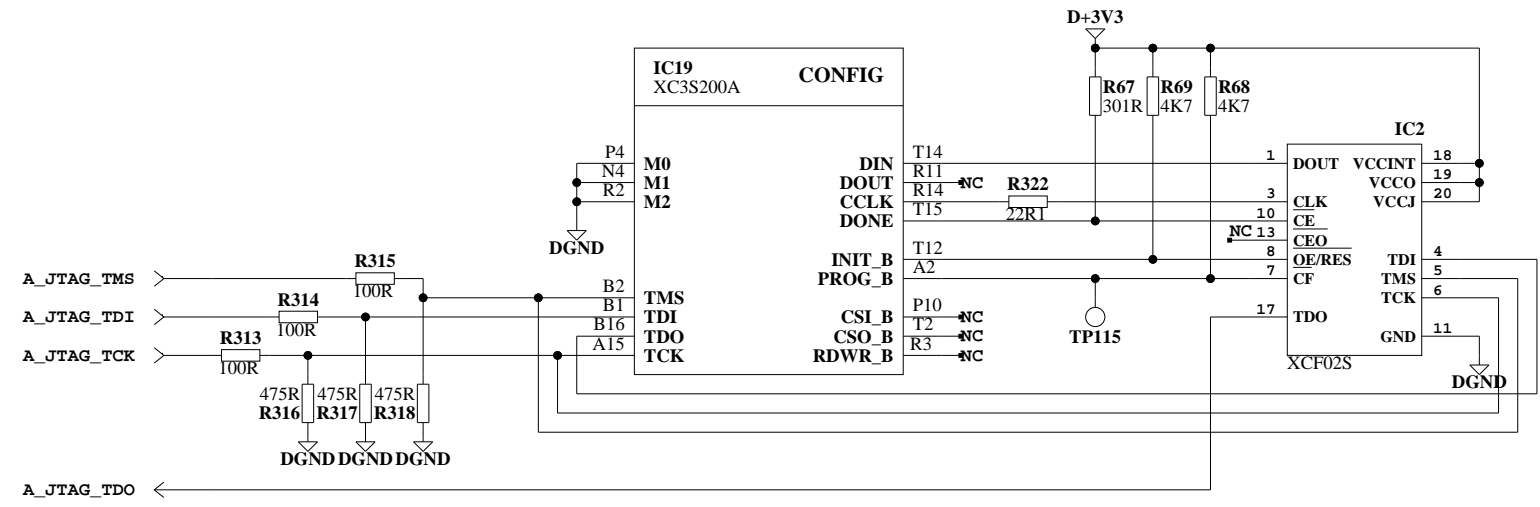 D+3V3
IC19
XC3S200A
CONFIG
R67
301R
R69
4K7
R68
4K7
IC2
P4
M0
N4
M1
R2
M2
DGND
DIN
T14
DOUT
R11
NC
CCLK
R14
R322
22R1
DONE
T15
INIT_B
T12
PROG_B
A2
TP115
CSI_B
P10
NC
CSO_B
T2
NC
RDWR_B
R3
NC
1
DOUT
VCCINT
18
VCCO
19
VCCJ
20
3
CLK
10
CE
NC
13
CEO
8
OE/RES
7
CF
TDI
4
TMS
5
TCK
6
17
TDO
GND
11
XCF02S
DGND
A_JTAG_TMS
R315
100R
B2
TMS
A_JTAG_TDI
R314
100R
B1
TDI
B16
TDO
A_JTAG_TCK
R313
100R
A15
TCK
475R
R316
475R
R317
475R
R318
DGND
DGND
DGND
A_JTAG_TDO